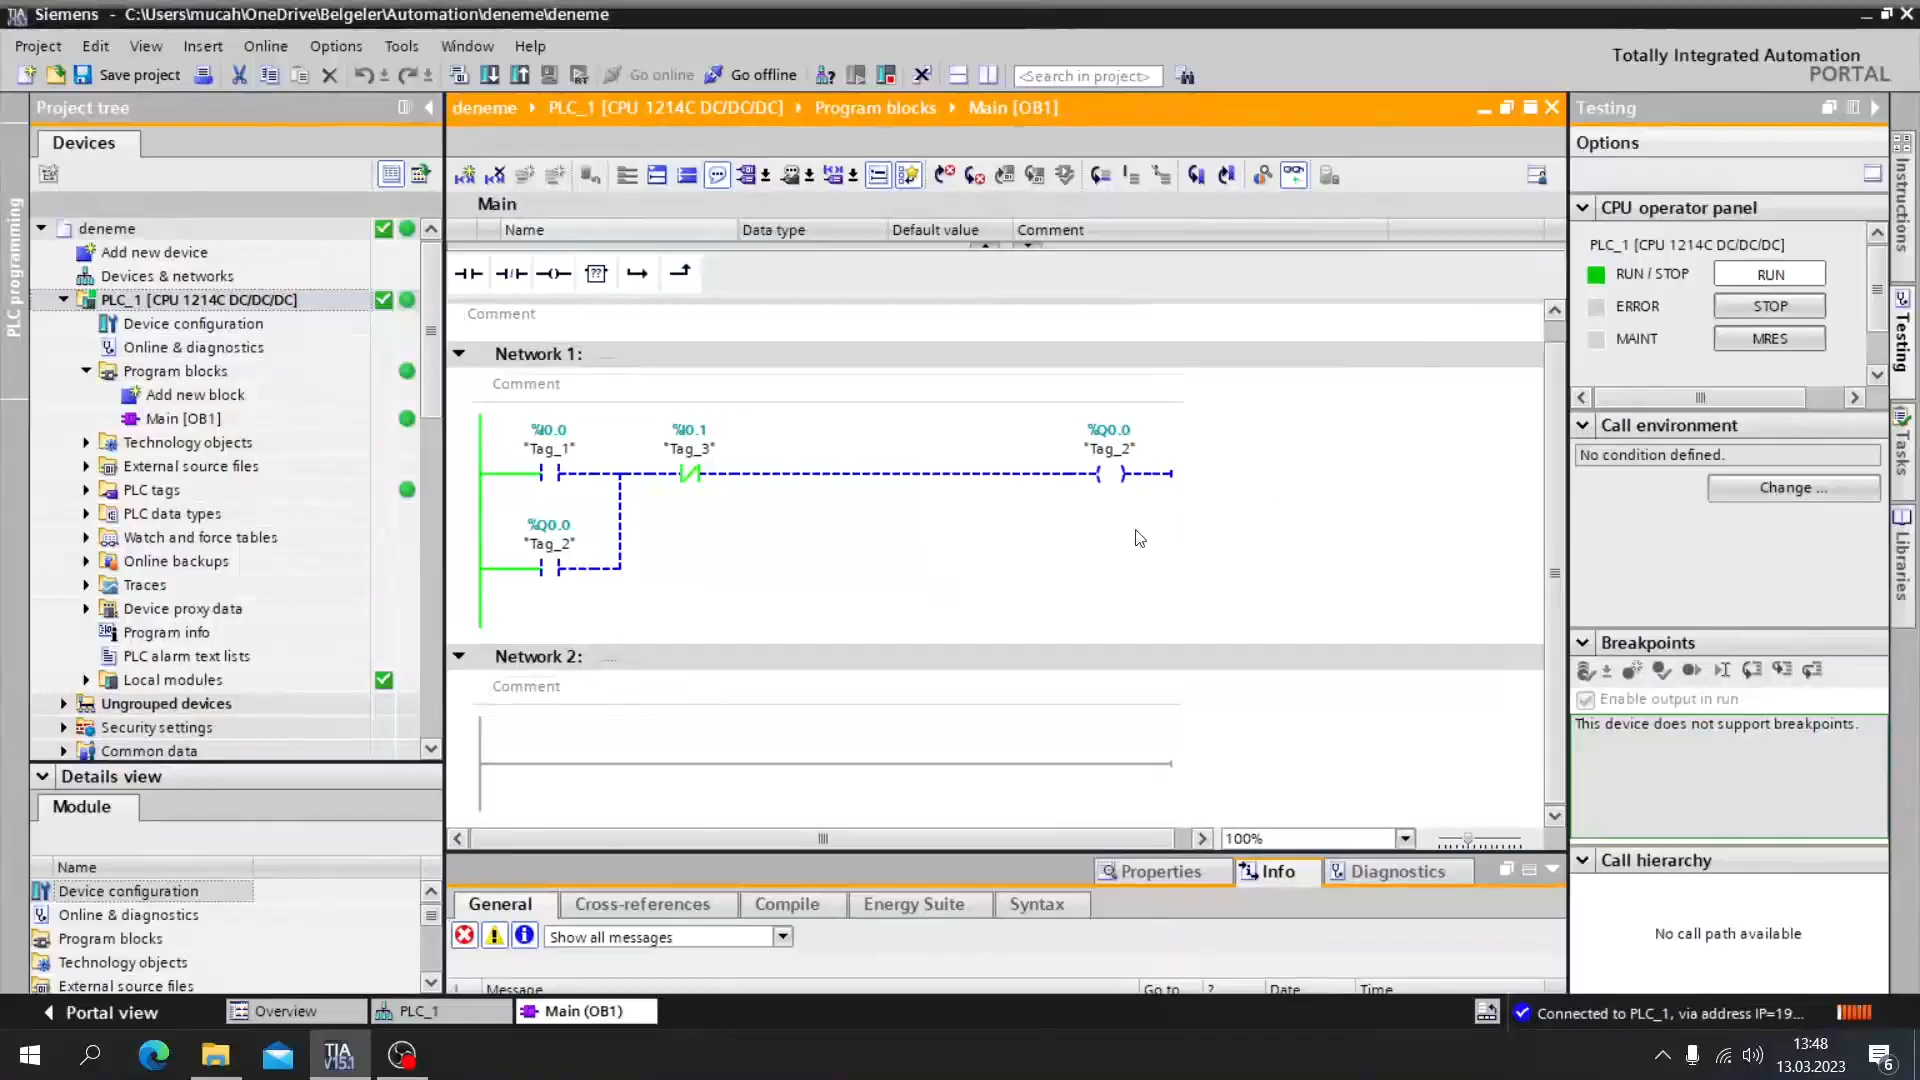 Siemens - C:\Users\mucah\OneDrive\Belgeler\Automation\deneme\deneme
Project Edit View Insert Online Options Tools Window Help
Totally Integrated Automation
PORTAL
Save project
Go online
Go offline
<Search in project>
Project tree
deneme PLC_1 [CPU 1214C DC/DC/DC] Program blocks Main [OB1]
Testing
Devices
Options
PLC programming
Main
Name Data type Default value Comment
deneme
Add new device
Devices & networks
PLC_1 [CPU 1214C DC/DC/DC]
Device configuration
Online & diagnostics
Program blocks
Add new block
Main [OB1]
Technology objects
External source files
PLC tags
PLC data types
Watch and force tables
Online backups
Traces
Device proxy data
Program info
PLC alarm text lists
Local modules
Ungrouped devices
Security settings
Common data
Details view
Module
Name
Device configuration
Online & diagnostics
Program blocks
Technology objects
External source files
??
Comment
Network 1:
Comment
%I0.0
"Tag_1"
%I0.1
"Tag_3"
%Q0.0
"Tag_2"
%Q0.0
"Tag_2"
Network 2:
Comment
100%
Properties Info Diagnostics
General Cross-references Compile Energy Suite Syntax
Show all messages
! Message Go to ? Date Time
CPU operator panel
PLC_1 [CPU 1214C DC/DC/DC]
RUN / STOP RUN
ERROR STOP
MAINT MRES
Call environment
No condition defined.
Change ...
Breakpoints
Enable output in run
This device does not support breakpoints.
Call hierarchy
No call path available
Instructions
Testing
Tasks
Libraries
Portal view
Overview
PLC_1
Main (OB1)
Connected to PLC_1, via address IP=19...
TIA
V15.1
13:48
13.03.2023
6